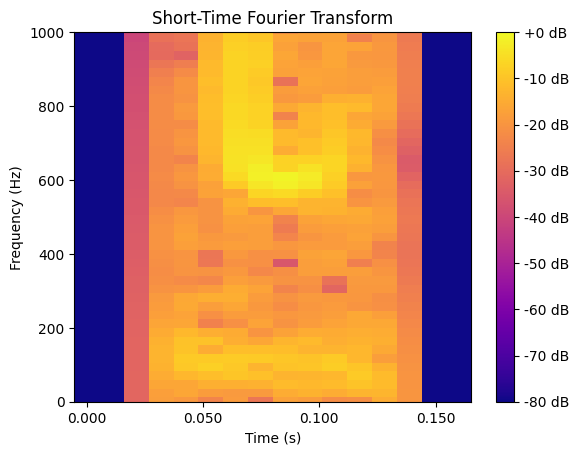 Short-Time Fourier Transform
Frequency (Hz)
1000
800
600
400
200
0
0.000
0.050
0.100
0.150
Time (s)
+0 dB
-10 dB
-20 dB
-30 dB
-40 dB
-50 dB
-60 dB
-70 dB
-80 dB